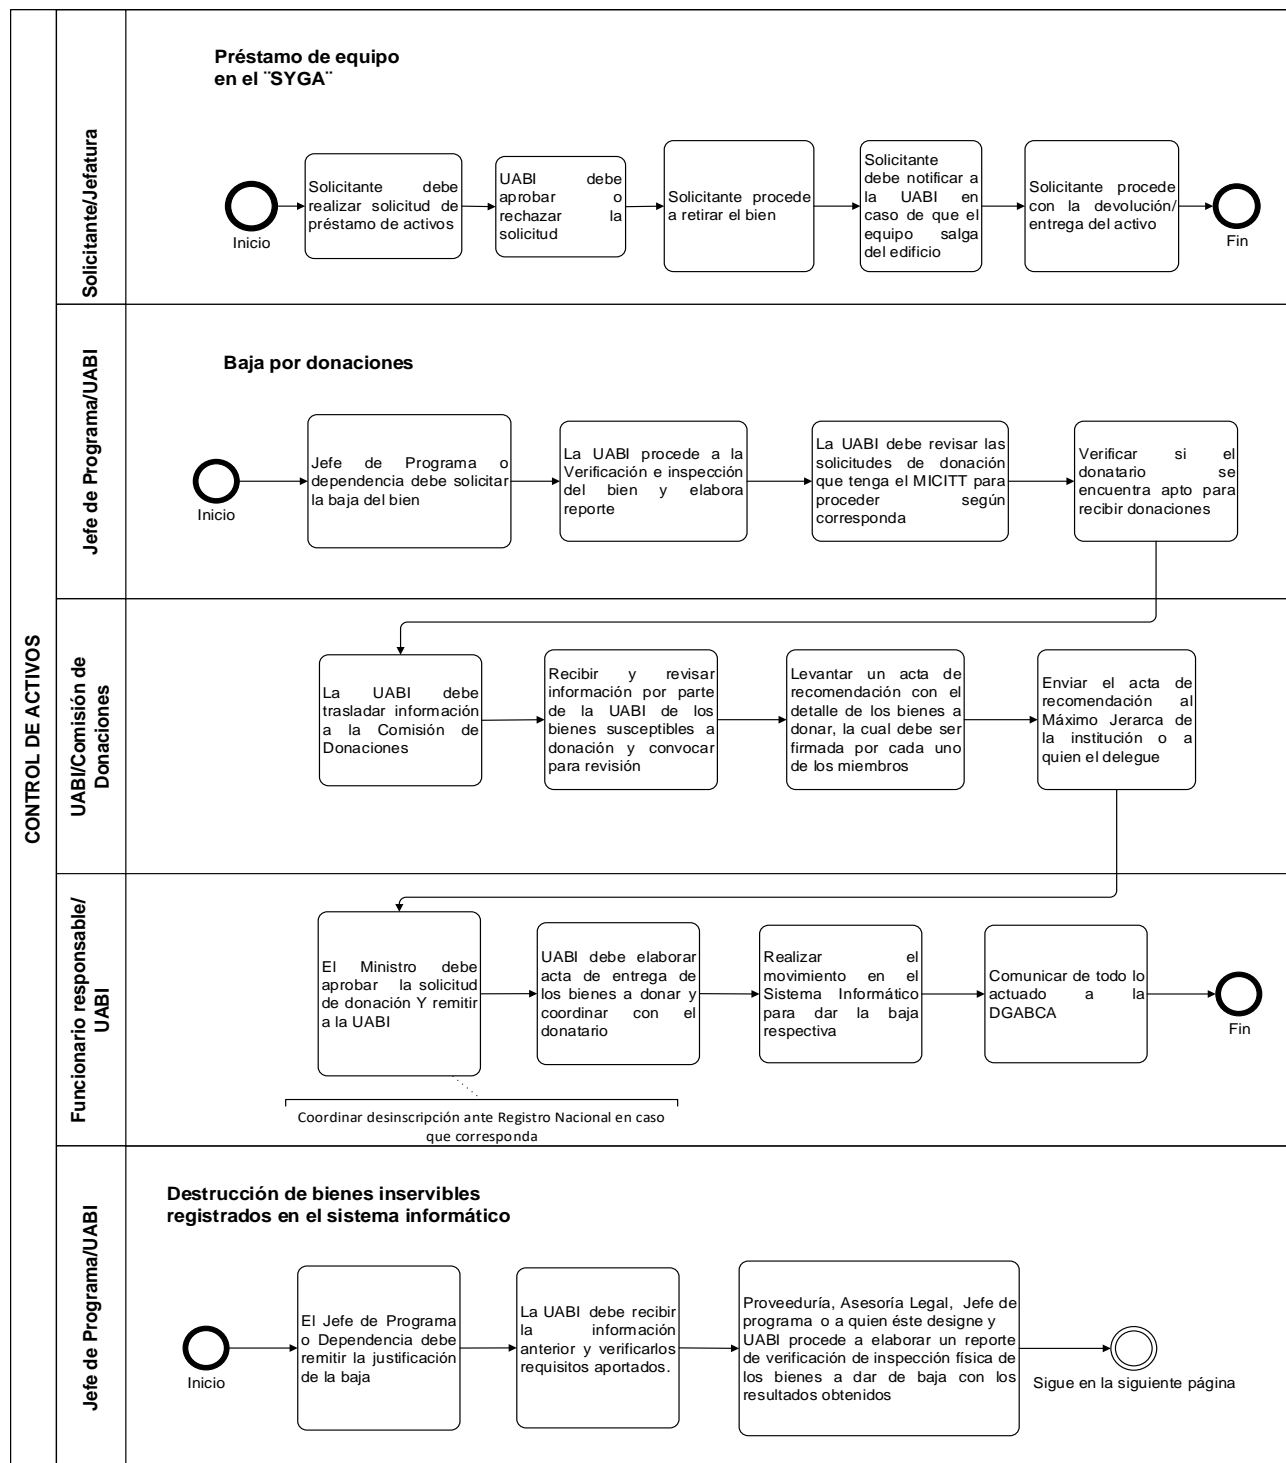 CONTROL DE ACTIVOS
Solicitante/Jefatura
Préstamo de equipo
en el ¨SYGA¨
Inicio
Solicitante debe
realizar solicitud de
préstamo de activos
UABI debe
aprobar o
rechazar la
solicitud
Solicitante procede
a retirar el bien
Solicitante
debe notificar a
la UABI en
caso de que el
equipo salga
del edificio
Solicitante procede
con la devolución/
entrega del activo
Fin
Jefe de Programa/UABI
Baja por donaciones
Inicio
Jefe de Programa o
dependencia debe solicitar
la baja del bien
La UABI procede a la
Verificación e inspección
del bien y elabora
reporte
La UABI debe revisar las
solicitudes de donación
que tenga el MICITT para
proceder según
corresponda
Verificar si el
donatario se
encuentra apto para
recibir donaciones
UABI/Comisión de
Donaciones
La UABI debe
trasladar información
a la Comisión de
Donaciones
Recibir y revisar
información por parte
de la UABI de los
bienes susceptibles a
donación y convocar
para revisión
Levantar un acta de
recomendación con el
detalle de los bienes a
donar, la cual debe ser
firmada por cada uno
de los miembros
Enviar el acta de
recomendación al
Máximo Jerarca de
la institución o a
quien el delegue
Funcionario responsable/
UABI
El Ministro debe
aprobar la solicitud
de donación Y remitir
a la UABI
UABI debe elaborar
acta de entrega de
los bienes a donar y
coordinar con el
donatario
Realizar el
movimiento en el
Sistema Informático
para dar la baja
respectiva
Comunicar de todo lo
actuado a la
DGABCA
Fin
Coordinar desinscripción ante Registro Nacional en caso
que corresponda
Jefe de Programa/UABI
Destrucción de bienes inservibles
registrados en el sistema informático
Inicio
El Jefe de Programa
o Dependencia debe
remitir la justificación
de la baja
La UABI debe recibir
la información
anterior y verificarlos
requisitos aportados.
Proveeduría, Asesoría Legal, Jefe de
programa o a quien éste designe y
UABI procede a elaborar un reporte
de verificación de inspección física de
los bienes a dar de baja con los
resultados obtenidos
Sigue en la siguiente página